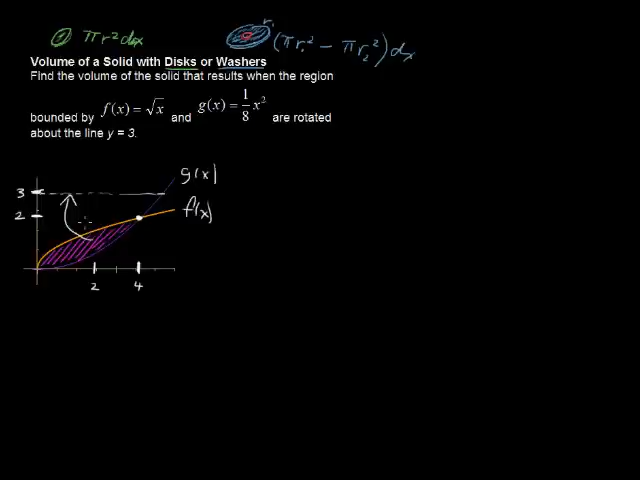 πr²dx r₁ (πr₁² − πr₂²)dx
Volume of a Solid with Disks or Washers
Find the volume of the solid that results when the region
bounded by f(x) = √x and g(x) = 1/8 x² are rotated
about the line y = 3.
g(x)
3
f(x)
2
2 4